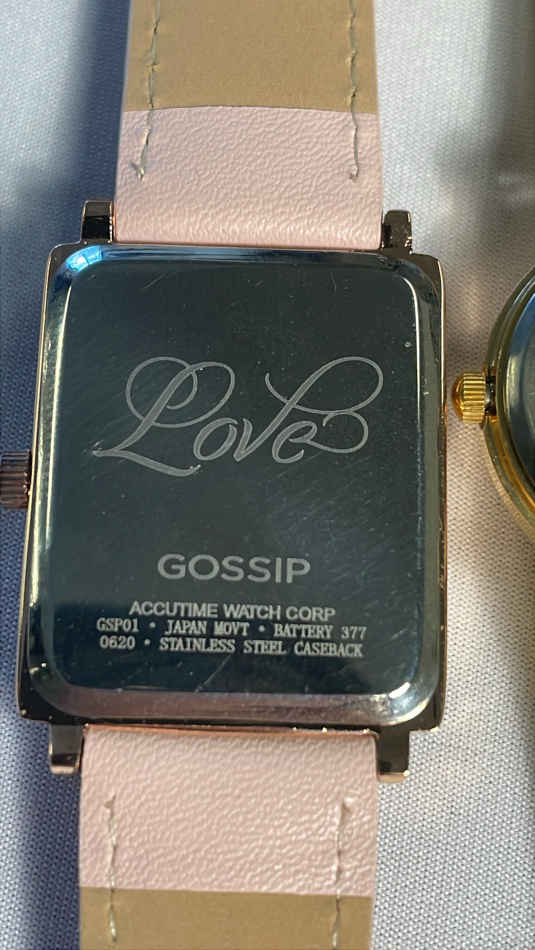 Love
GOSSIP
ACCUTIME WATCH CORP
GSP01 • JAPAN MOVT • BATTERY 377
0620 • STAINLESS STEEL CASEBACK